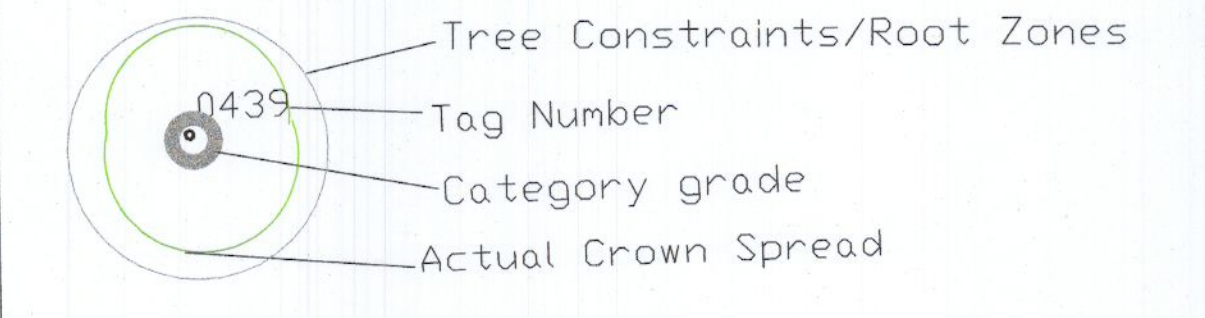 Tree Constraints/Root Zones
0439
Tag Number
Category grade
Actual Crown Spread